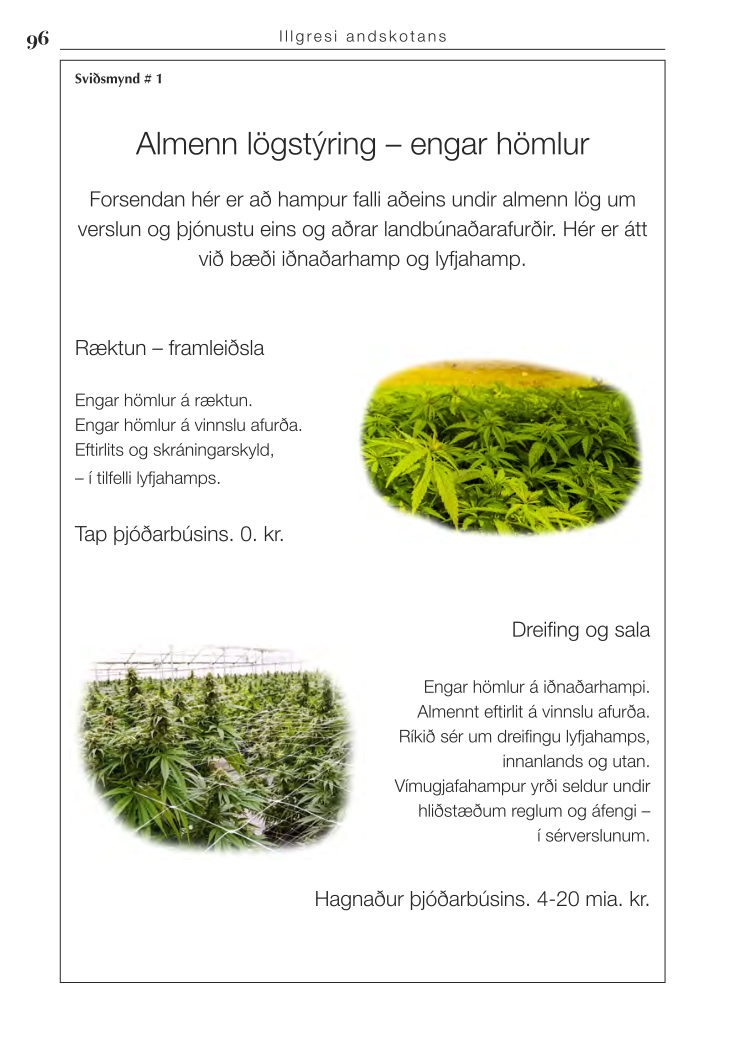 96
Illgresi andskotans
Sviðsmynd # 1
Almenn lögstýring – engar hömlur
Forsendan hér er að hampur falli aðeins undir almenn lög um
verslun og þjónustu eins og aðrar landbúnaðarafurðir. Hér er átt
við bæði iðnaðarhamp og lyfjahamp.
Ræktun – framleiðsla
Engar hömlur á ræktun.
Engar hömlur á vinnslu afurða.
Eftirlits og skráningarskyld,
– í tilfelli lyfjahamps.
Tap þjóðarbúsins. 0. kr.
Dreifing og sala
Engar hömlur á iðnaðarhampi.
Almennt eftirlit á vinnslu afurða.
Ríkið sér um dreifingu lyfjahamps,
innanlands og utan.
Vímugjafahampur yrði seldur undir
hliðstæðum reglum og áfengi –
í sérverslunum.
Hagnaður þjóðarbúsins. 4-20 mia. kr.